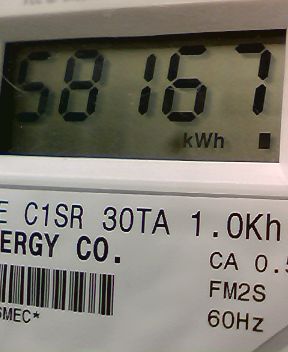 58167
kWh
E C1SR 30TA 1.0Kh
ERGY CO.
CA 0.5
FM2S
60Hz
SMEC*